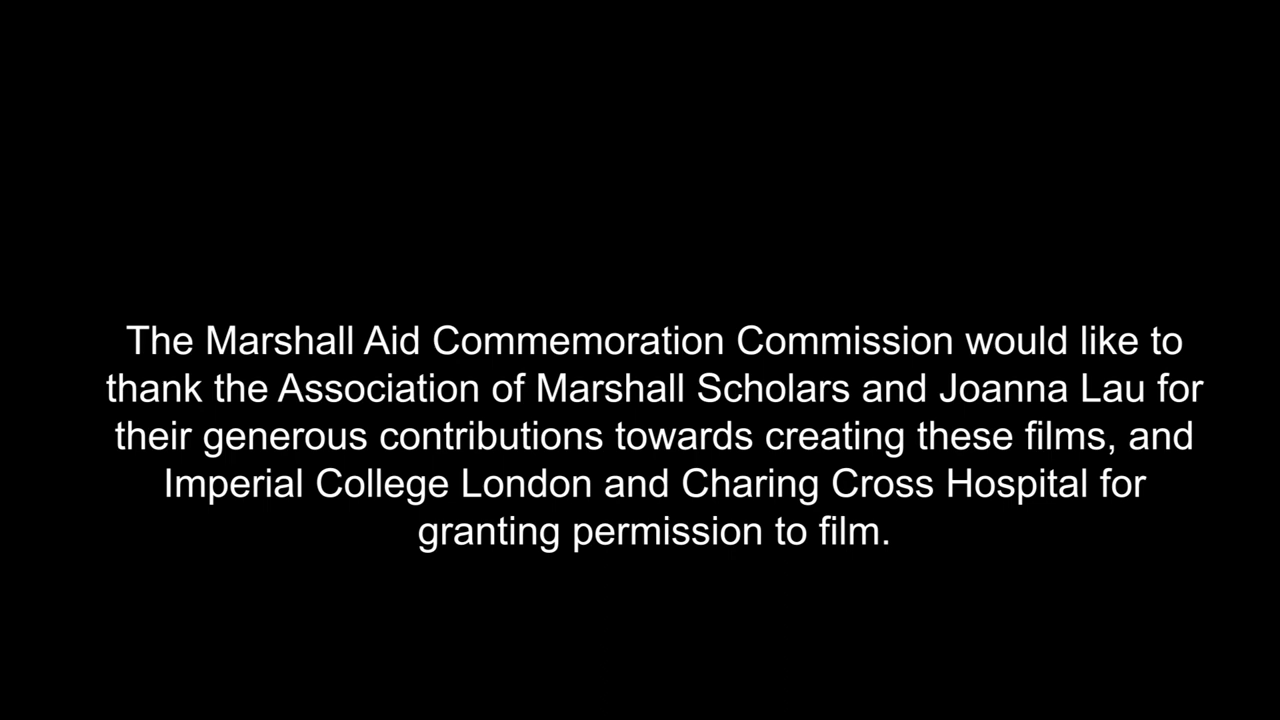 The Marshall Aid Commemoration Commission would like to
thank the Association of Marshall Scholars and Joanna Lau for
their generous contributions towards creating these films, and
Imperial College London and Charing Cross Hospital for
granting permission to film.